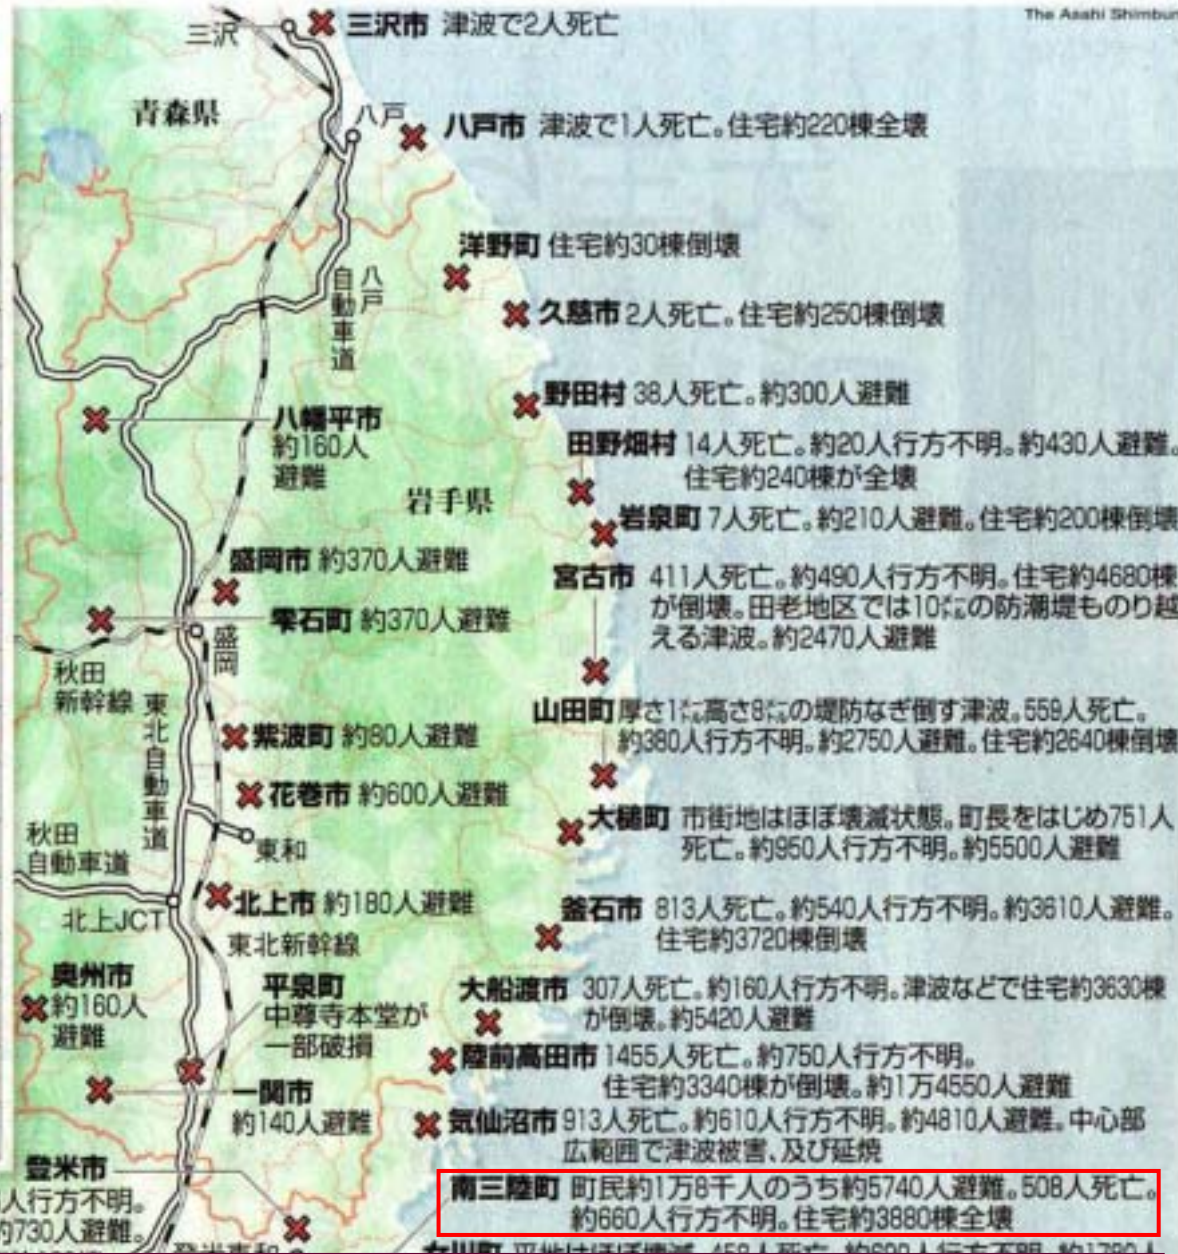 The Asahi Shimbun
三沢
三沢市 津波で2人死亡
青森県
八戸
八戸市 津波で1人死亡。住宅約220棟全壊
洋野町 住宅約30棟倒壊
八戸
自動車道
久慈市 2人死亡。住宅約250棟倒壊
野田村 38人死亡。約300人避難
八幡平市
約160人
避難
田野畑村 14人死亡。約20人行方不明。約430人避難。
住宅約240棟が全壊
岩手県
岩泉町 7人死亡。約210人避難。住宅約200棟倒壊
盛岡市 約370人避難
宮古市 411人死亡。約490人行方不明。住宅約4680棟
が倒壊。田老地区では10㍍の防潮堤ものり越
える津波。約2470人避難
雫石町 約370人避難
盛岡
秋田
新幹線
東北自動車道
山田町 厚さ1㍍高さ8㍍の堤防なぎ倒す津波。559人死亡。
約380人行方不明。約2750人避難。住宅約2640棟倒壊
紫波町 約80人避難
花巻市 約600人避難
大槌町 市街地はほぼ壊滅状態。町長をはじめ751人
死亡。約950人行方不明。約5500人避難
秋田
自動車道
東和
北上市 約180人避難
北上JCT
東北新幹線
釜石市 813人死亡。約540人行方不明。約3610人避難。
住宅約3720棟倒壊
奥州市
約160人
避難
平泉町
中尊寺本堂が
一部破損
大船渡市 307人死亡。約160人行方不明。津波などで住宅約3630棟
が倒壊。約5420人避難
陸前高田市 1455人死亡。約750人行方不明。
住宅約3340棟が倒壊。約1万4550人避難
一関市
約140人避難
気仙沼市 913人死亡。約610人行方不明。約4810人避難。中心部
広範囲で津波被害、及び延焼
登米市
人行方不明。
約730人避難。
南三陸町 町民約1万8千人のうち約5740人避難。508人死亡。
約660人行方不明。住宅約3880棟全壊
女川町 平地はほぼ壊滅。